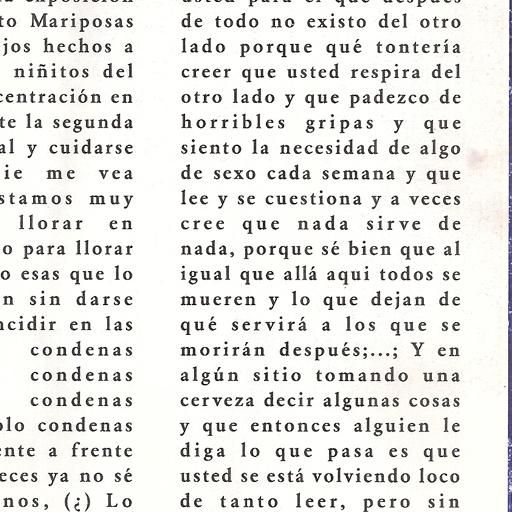 to Mariposas
jos hechos a
niñitos del
centración en
te la segunda
al y cuidarse
ie me vea
stamos muy
llorar en
o para llorar
o esas que lo
n sin darse
ncidir en las
condenas
condenas
condenas
olo condenas
ente a frente
eces ya no sé
nos, (¿) Lo
de todo no existo del otro
lado porque qué tontería
creer que usted respira del
otro lado y que padezco de
horribles gripas y que
siento la necesidad de algo
de sexo cada semana y que
lee y se cuestiona y a veces
cree que nada sirve de
nada, porque sé bien que al
igual que allá aqui todos se
mueren y lo que dejan de
qué servirá a los que se
morirán después;...; Y en
algún sitio tomando una
cerveza decir algunas cosas
y que entonces alguien le
diga lo que pasa es que
usted se está volviendo loco
de tanto leer, pero sin